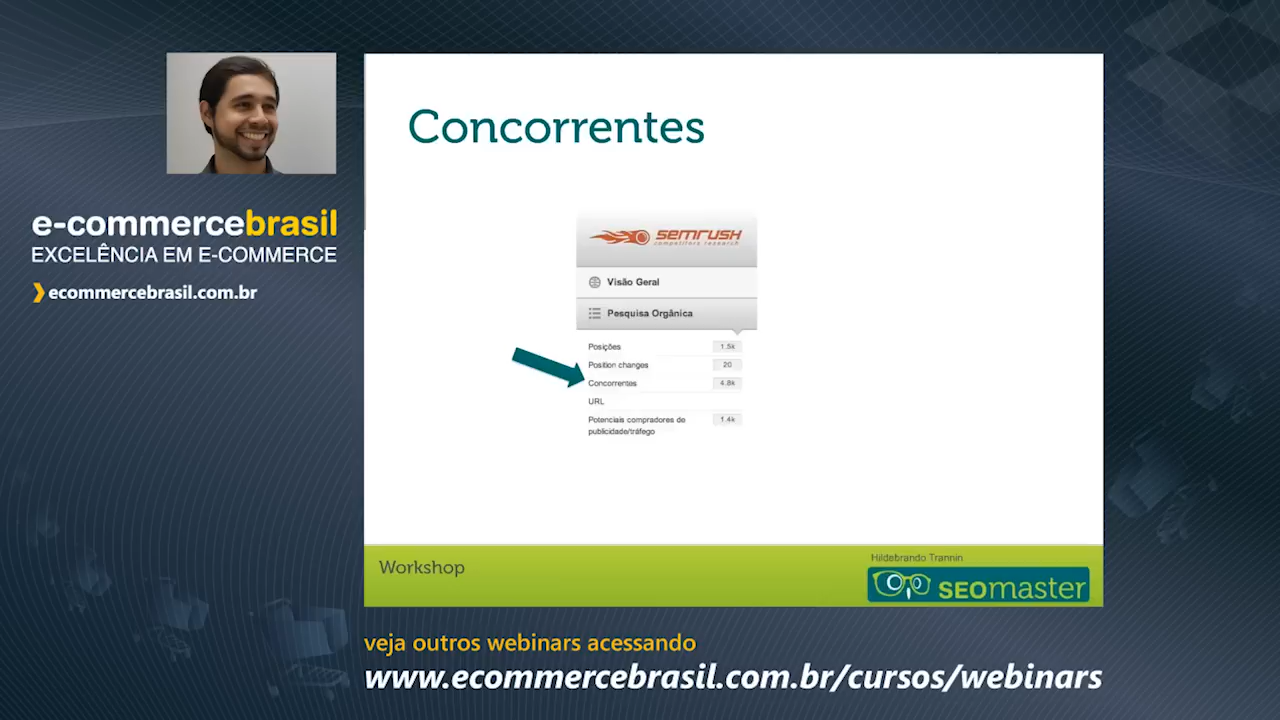 e-commercebrasil
EXCELÊNCIA EM E-COMMERCE
ecommercebrasil.com.br
Concorrentes
semrush
competitors research
Visão Geral
Pesquisa Orgânica
Posições 1.5k
Position changes 20
Concorrentes 4.8k
URL
Potenciais compradores de 1.4k
publicidade/tráfego
Workshop
Hildebrando Trannin
SEOmaster
veja outros webinars acessando
www.ecommercebrasil.com.br/cursos/webinars